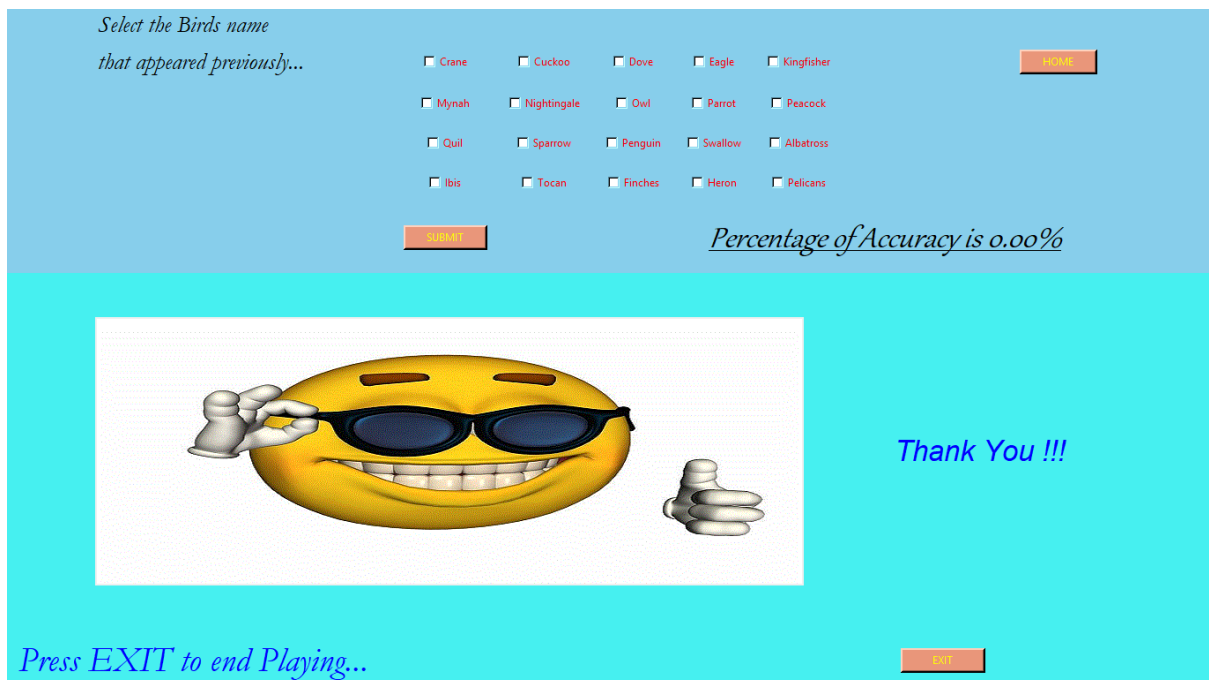 Select the Birds name
that appeared previously...
Crane Cuckoo Dove Eagle Kingfisher
HOME
Mynah Nightingale Owl Parrot Peacock
Quil Sparrow Penguin Swallow Albatross
Ibis Tocan Finches Heron Pelicans
SUBMIT
Percentage of Accuracy is 0.00%
Thank You !!!
Press EXIT to end Playing...
EXIT